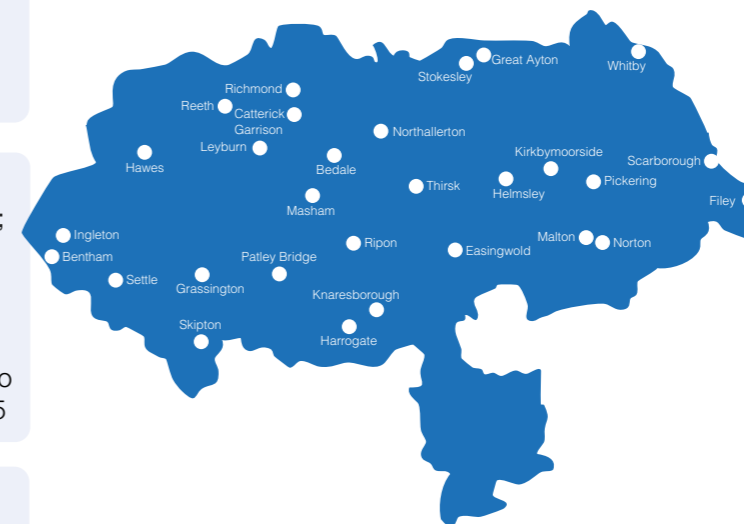 Great Ayton
Stokesley
Whitby
Richmond
Reeth
Catterick
Garrison
Northallerton
Leyburn
Kirkbymoorside
Hawes
Bedale
Scarborough
Thirsk
Helmsley
Pickering
Masham
Filey
;
Ingleton
Malton
Norton
Ripon
Easingwold
Bentham
Patley Bridge
Settle
Grassington
Knaresborough
Skipton
Harrogate
o
5